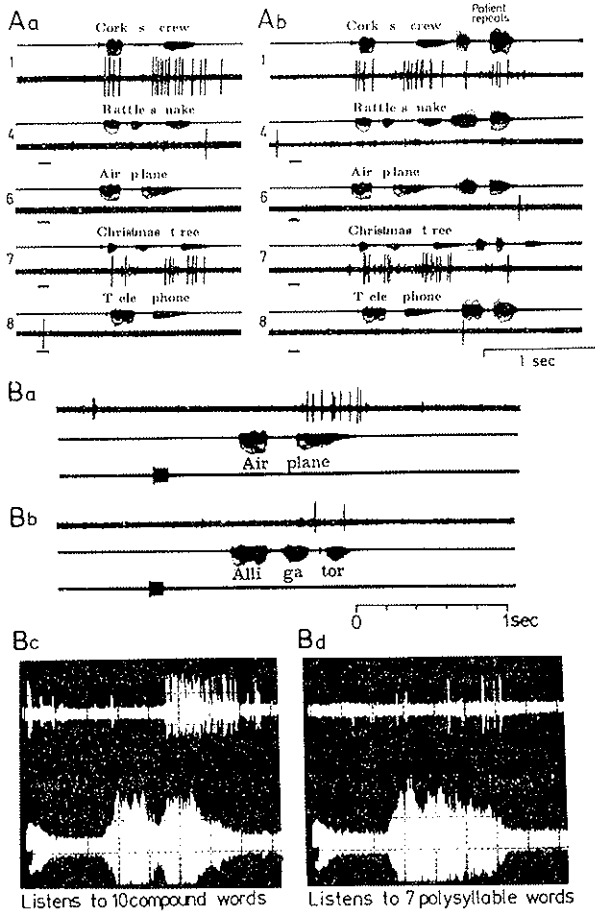 Aa
Ab
Cork s crew
Cork s crew
Patient
repeats
1
1
Rattle s nake
Rattle s nake
4
4
Air plane
Air plane
6
6
Christmas t ree
Christmas t ree
7
7
T ele phone
T ele phone
8
8
1 sec
Ba
Air plane
Bb
Alli ga tor
0 1sec
Bc
Bd
Listens to 10 compound words
Listens to 7 polysyllable words